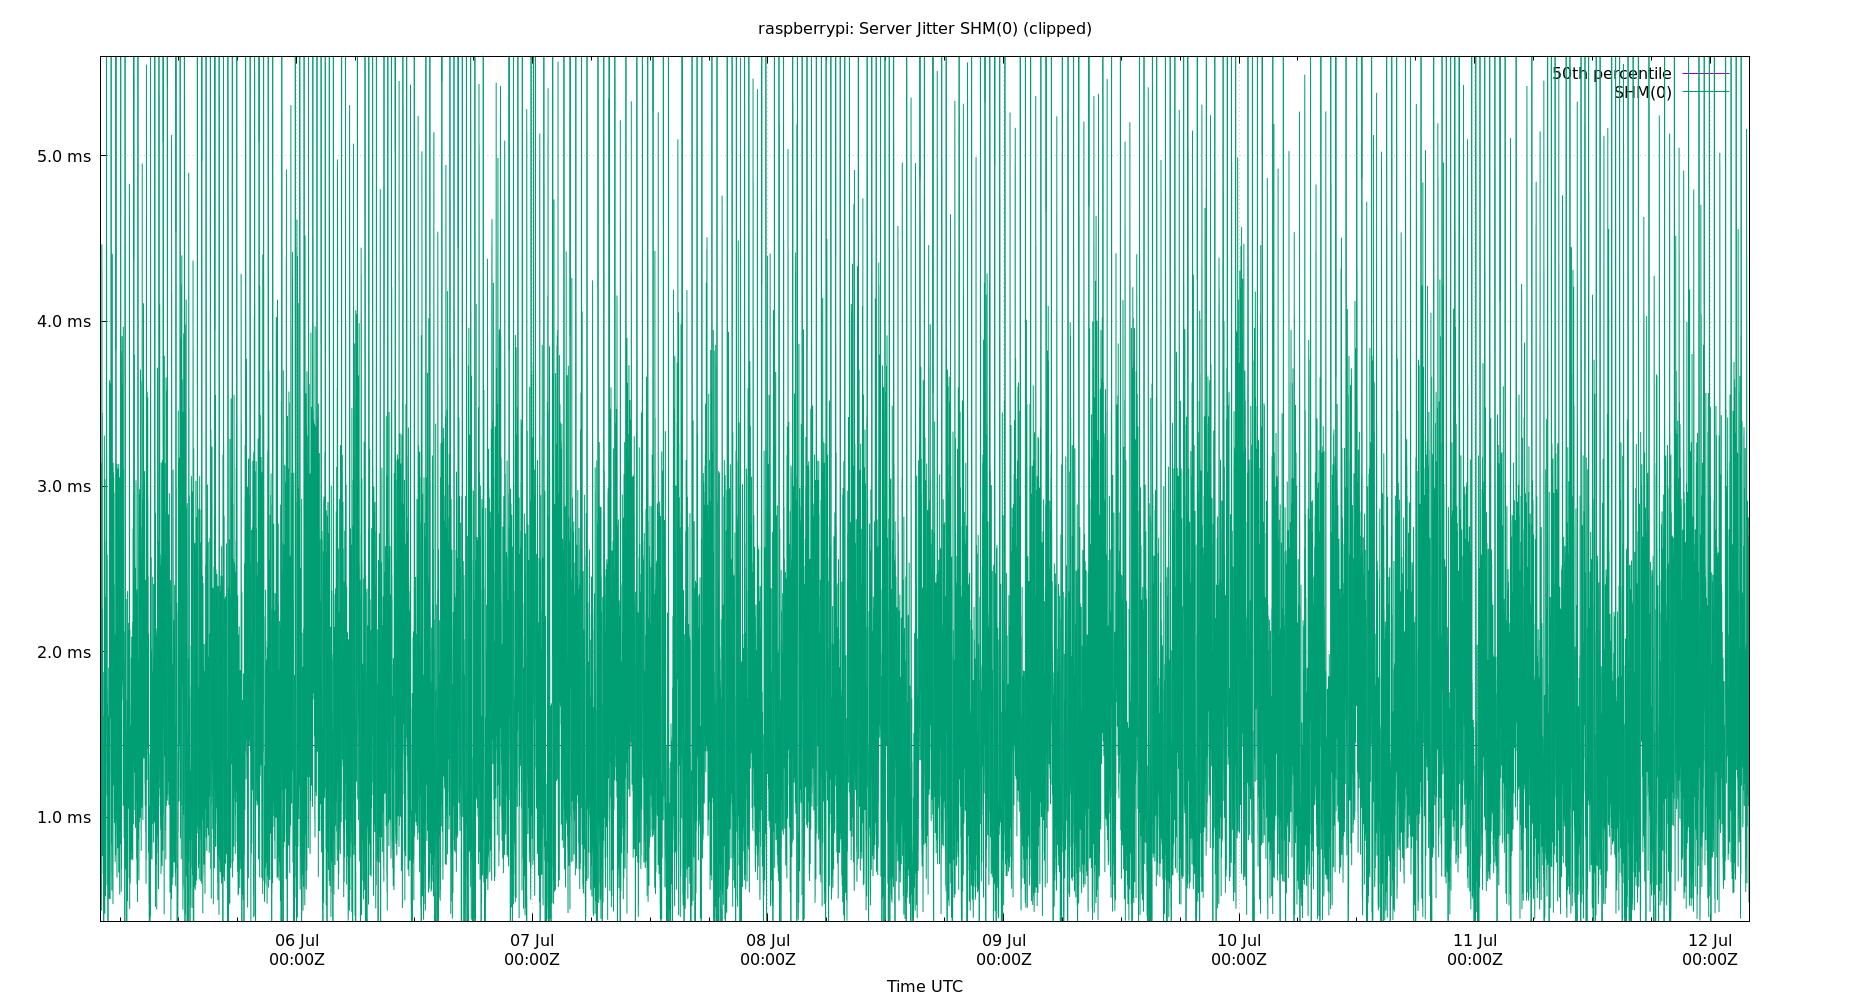 raspberrypi: Server Jitter SHM(0) (clipped)
50th percentile
SHM(0)
5.0 ms
4.0 ms
3.0 ms
2.0 ms
1.0 ms
06 Jul 07 Jul 08 Jul 09 Jul 10 Jul 11 Jul 12 Jul
00:00Z 00:00Z 00:00Z 00:00Z 00:00Z 00:00Z 00:00Z
Time UTC